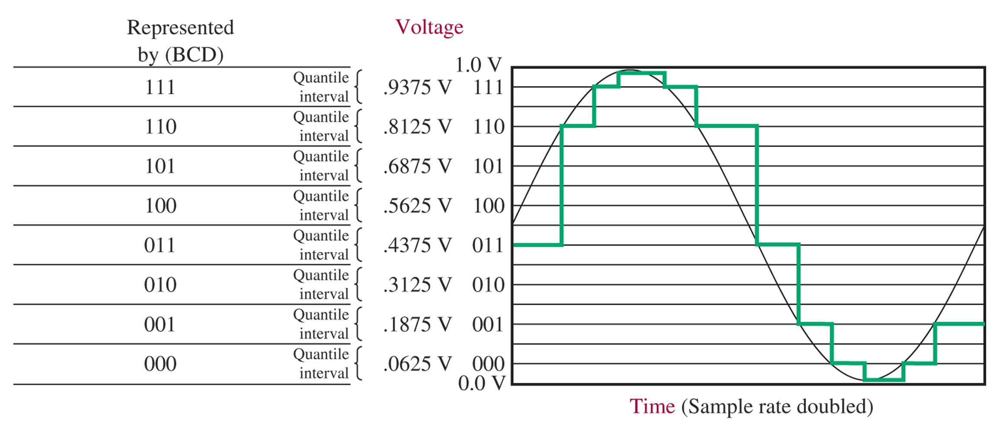 Represented
by (BCD)
Voltage
1.0 V
111
Quantile
interval
.9375 V
111
110
Quantile
interval
.8125 V
110
101
Quantile
interval
.6875 V
101
100
Quantile
interval
.5625 V
100
011
Quantile
interval
.4375 V
011
010
Quantile
interval
.3125 V
010
001
Quantile
interval
.1875 V
001
000
Quantile
interval
.0625 V
000
0.0 V
Time (Sample rate doubled)